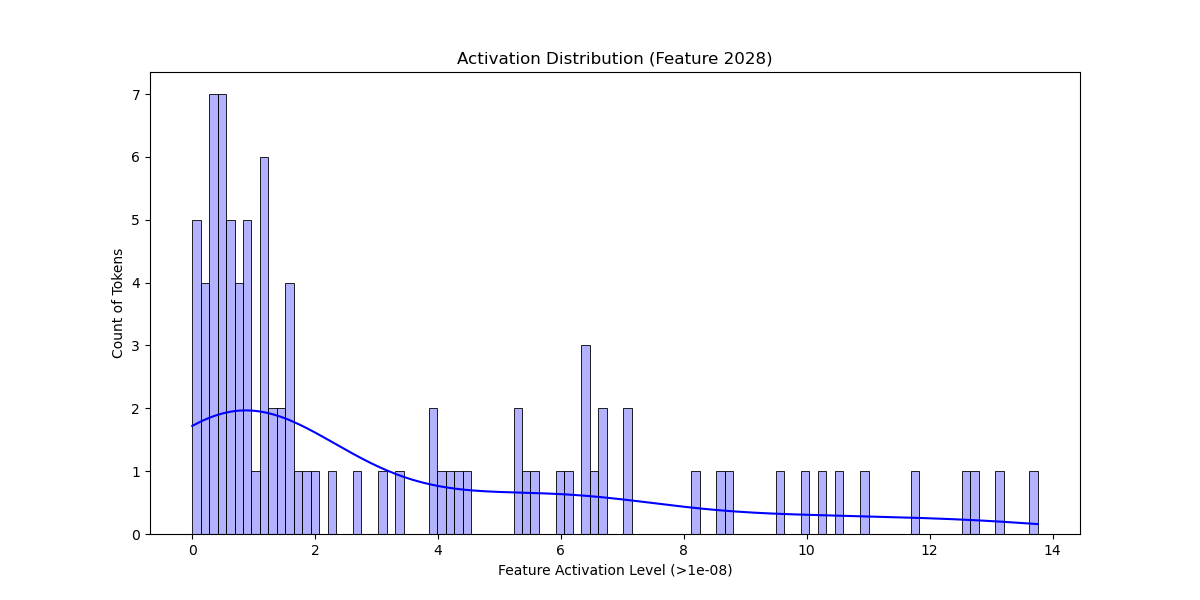 Activation Distribution (Feature 2028)
7
6
5
4
3
2
1
0
Count of Tokens
0 2 4 6 8 10 12 14
Feature Activation Level (>1e-08)